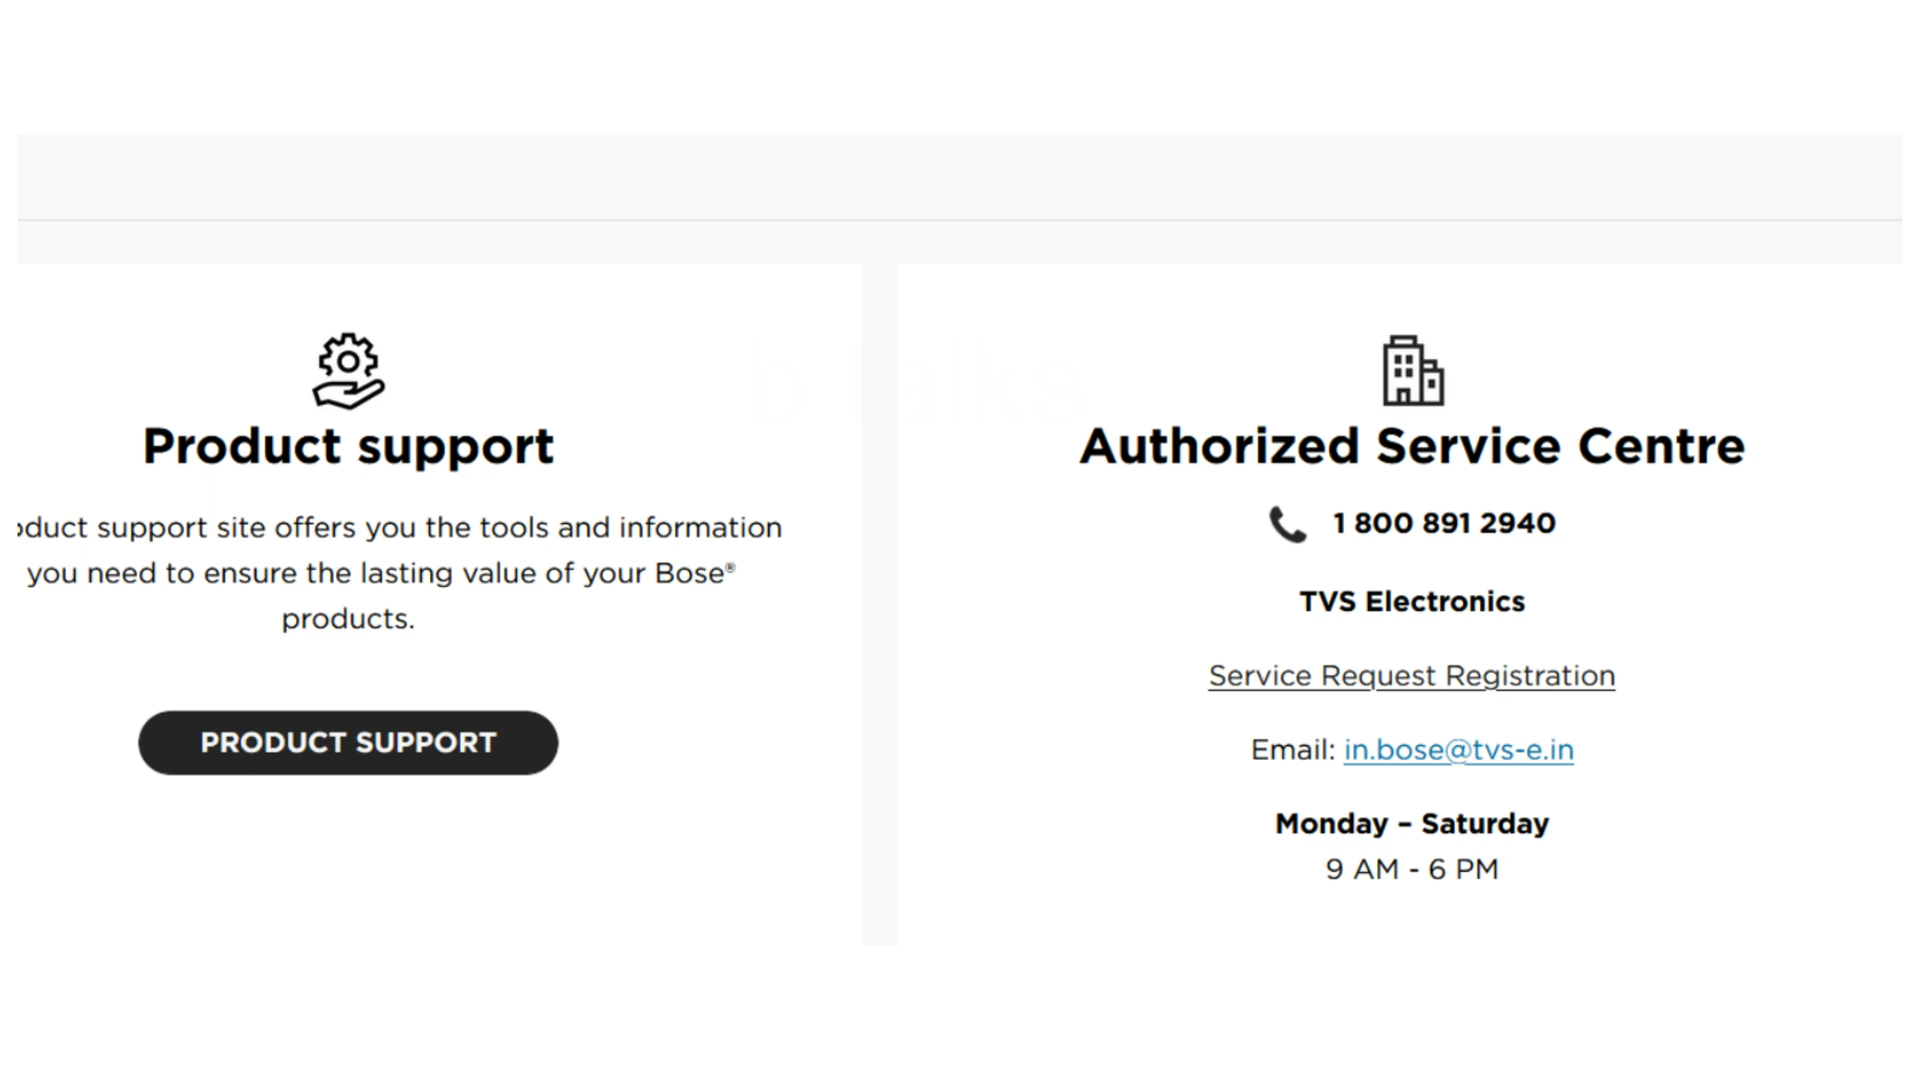 Product support
duct support site offers you the tools and information
you need to ensure the lasting value of your Bose®
products.
PRODUCT SUPPORT
Authorized Service Centre
1 800 891 2940
TVS Electronics
Service Request Registration
Email: in.bose@tvs-e.in
Monday – Saturday
9 AM - 6 PM